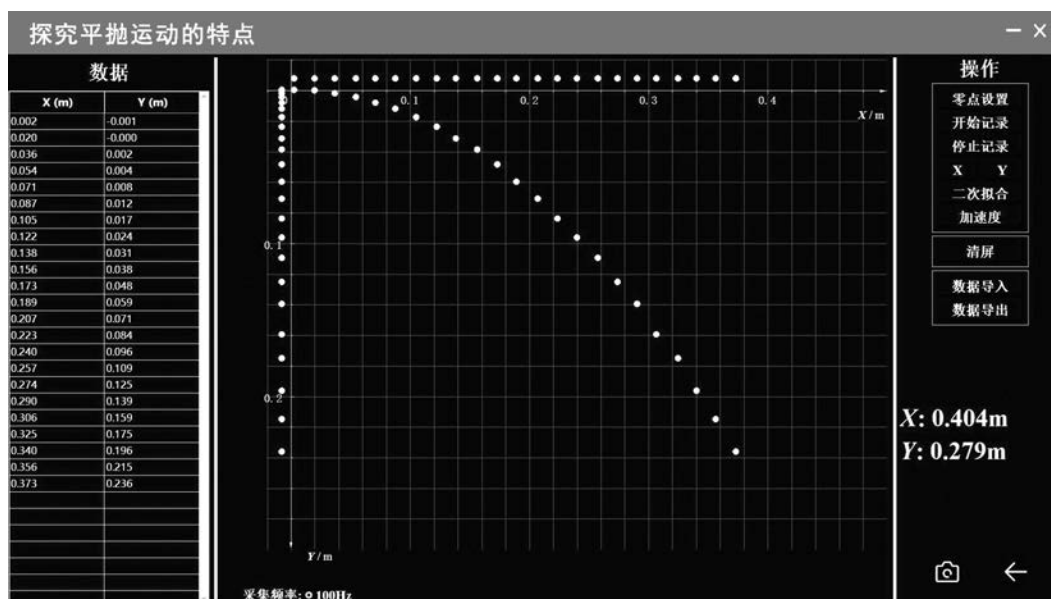 探究平抛运动的特点
数据
X (m) Y (m)
0.002 -0.001
0.020 -0.000
0.036 0.002
0.054 0.004
0.071 0.008
0.087 0.012
0.105 0.017
0.122 0.024
0.138 0.031
0.156 0.038
0.173 0.048
0.189 0.059
0.207 0.071
0.223 0.084
0.240 0.096
0.257 0.109
0.274 0.125
0.290 0.139
0.306 0.159
0.325 0.175
0.340 0.196
0.356 0.215
0.373 0.236
0 0.1 0.2 0.3 0.4
X/m
0.1
0.2
Y/m
采集频率: 100Hz
操作
零点设置
开始记录
停止记录
X Y
二次拟合
加速度
清屏
数据导入
数据导出
X: 0.404m
Y: 0.279m